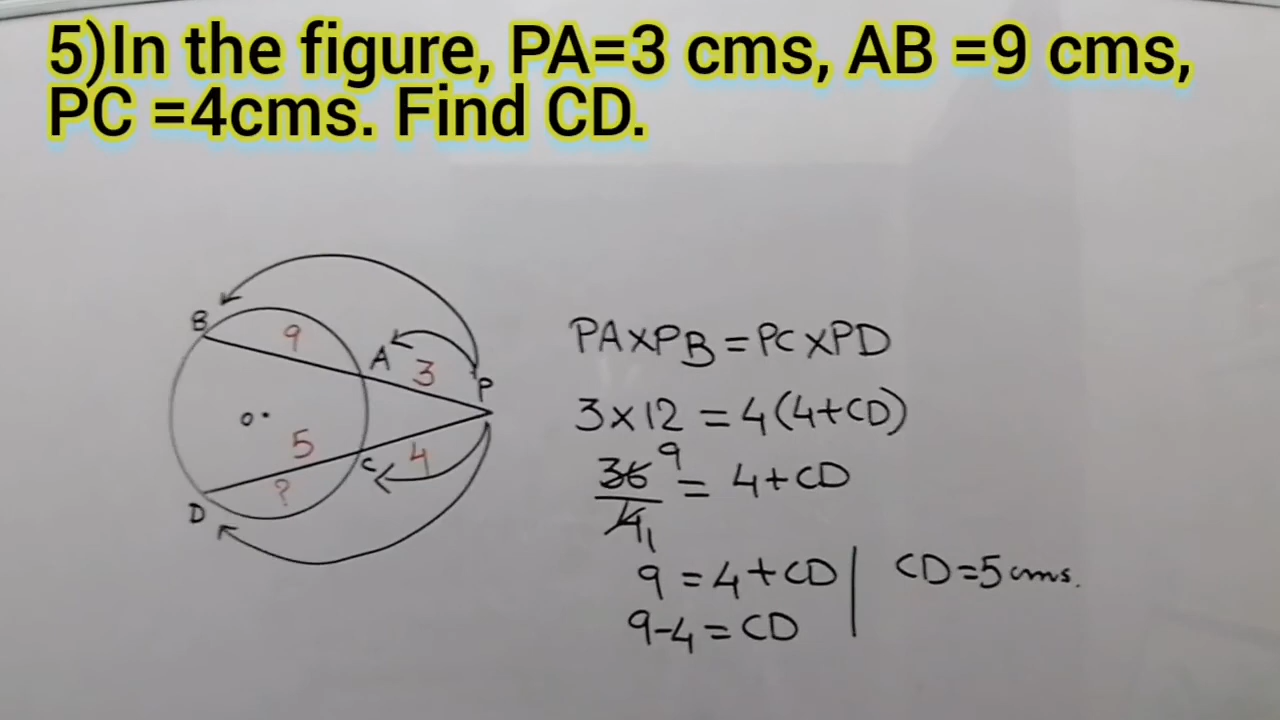 5)In the figure, PA=3 cms, AB =9 cms,
PC =4cms. Find CD.
B
9
A
3
P
O
5
C
4
?
D
PA×PB=PC×PD
3×12 = 4(4+CD)
36 9 = 4+CD
4 1
9 = 4+CD | CD=5cms.
9-4=CD